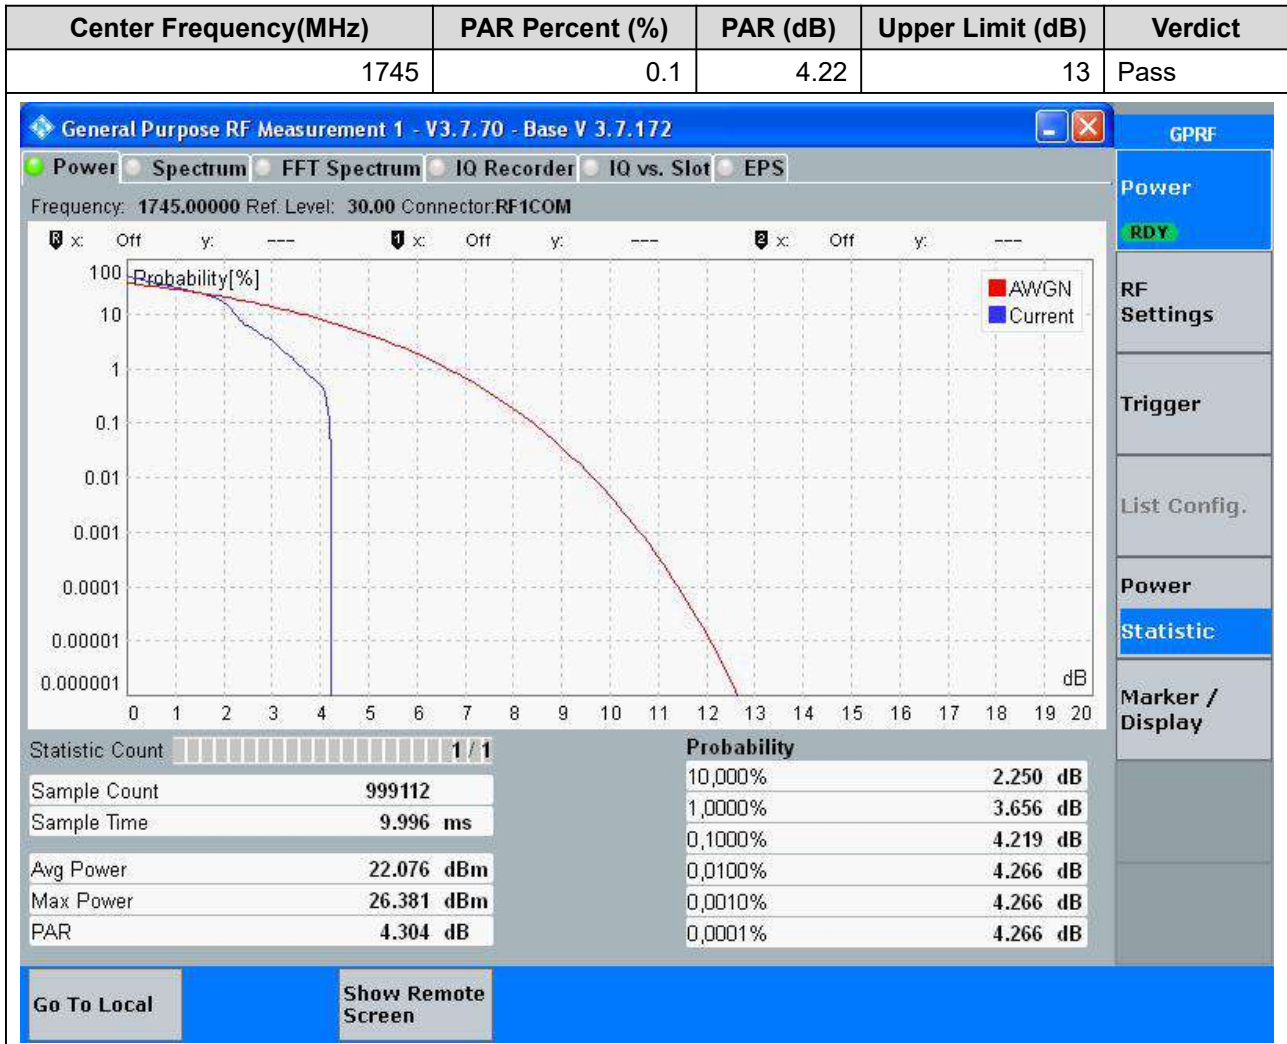 Center Frequency(MHz) PAR Percent (%) PAR (dB) Upper Limit (dB) Verdict
1745 0.1 4.22 13 Pass
General Purpose RF Measurement 1 - V3.7.70 - Base V 3.7.172
GPRF
Power Spectrum FFT Spectrum IQ Recorder IQ vs. Slot EPS
Frequency: 1745.00000 Ref. Level: 30.00 Connector:RF1COM
R x: Off y: --- 1 x: Off y: --- 2 x: Off y: ---
Probability[%]
AWGN
Current
100
10
1
0.1
0.01
0.001
0.0001
0.00001
0.000001
dB
0 1 2 3 4 5 6 7 8 9 10 11 12 13 14 15 16 17 18 19 20
Statistic Count 1 / 1
Sample Count 999112
Sample Time 9.996 ms
Avg Power 22.076 dBm
Max Power 26.381 dBm
PAR 4.304 dB
Probability
10,000% 2.250 dB
1,0000% 3.656 dB
0,1000% 4.219 dB
0,0100% 4.266 dB
0,0010% 4.266 dB
0,0001% 4.266 dB
Power
RDY
RF
Settings
Trigger
List Config.
Power
Statistic
Marker /
Display
Go To Local
Show Remote
Screen